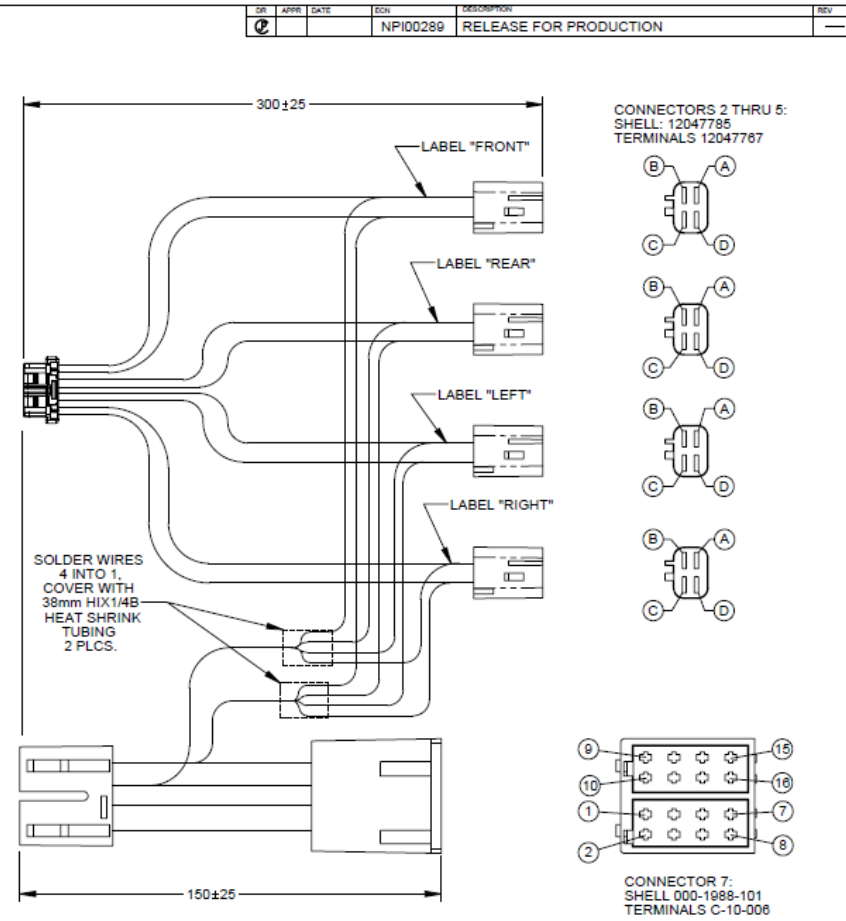 DR APPR DATE ECN DESCRIPTION REV
NPI00289 RELEASE FOR PRODUCTION —
300±25
CONNECTORS 2 THRU 5:
SHELL: 12047785
TERMINALS 12047767
LABEL "FRONT"
B A
C D
LABEL "REAR"
B A
C D
LABEL "LEFT"
B A
C D
LABEL "RIGHT"
B A
C D
SOLDER WIRES
4 INTO 1,
COVER WITH
38mm HIX1/4B
HEAT SHRINK
TUBING
2 PLCS.
9 15
10 16
1 7
2 8
150±25
CONNECTOR 7:
SHELL 000-1988-101
TERMINALS C-10-006